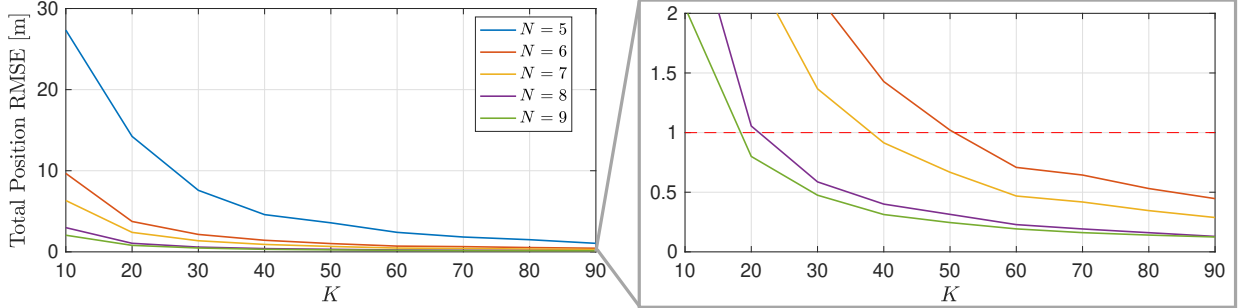 Total Position RMSE [m]
30
20
10
0
10 20 30 40 50 60 70 80 90
K
N = 5
N = 6
N = 7
N = 8
N = 9
2
1.5
1
0.5
0
10 20 30 40 50 60 70 80 90
K